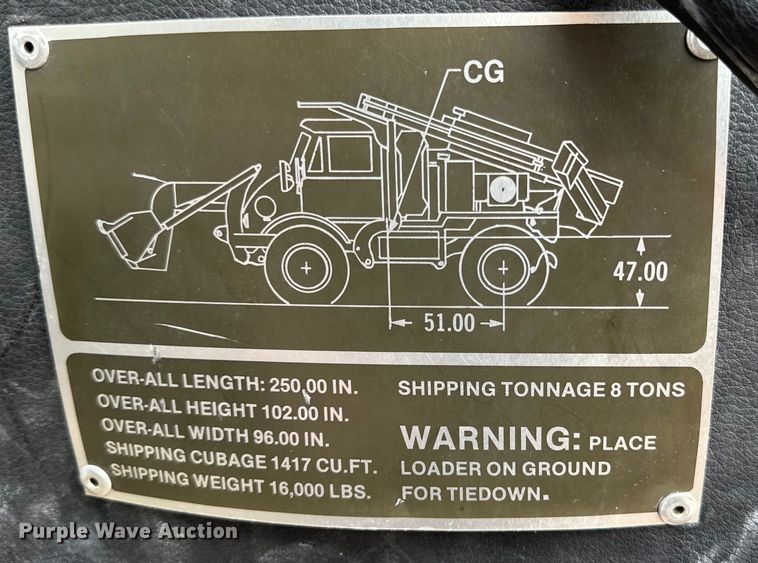 CG
47.00
51.00
OVER-ALL LENGTH: 250.00 IN.
OVER-ALL HEIGHT 102.00 IN.
OVER-ALL WIDTH 96.00 IN.
SHIPPING CUBAGE 1417 CU.FT.
SHIPPING WEIGHT 16,000 LBS.
SHIPPING TONNAGE 8 TONS
WARNING: PLACE
LOADER ON GROUND
FOR TIEDOWN.
Purple Wave Auction